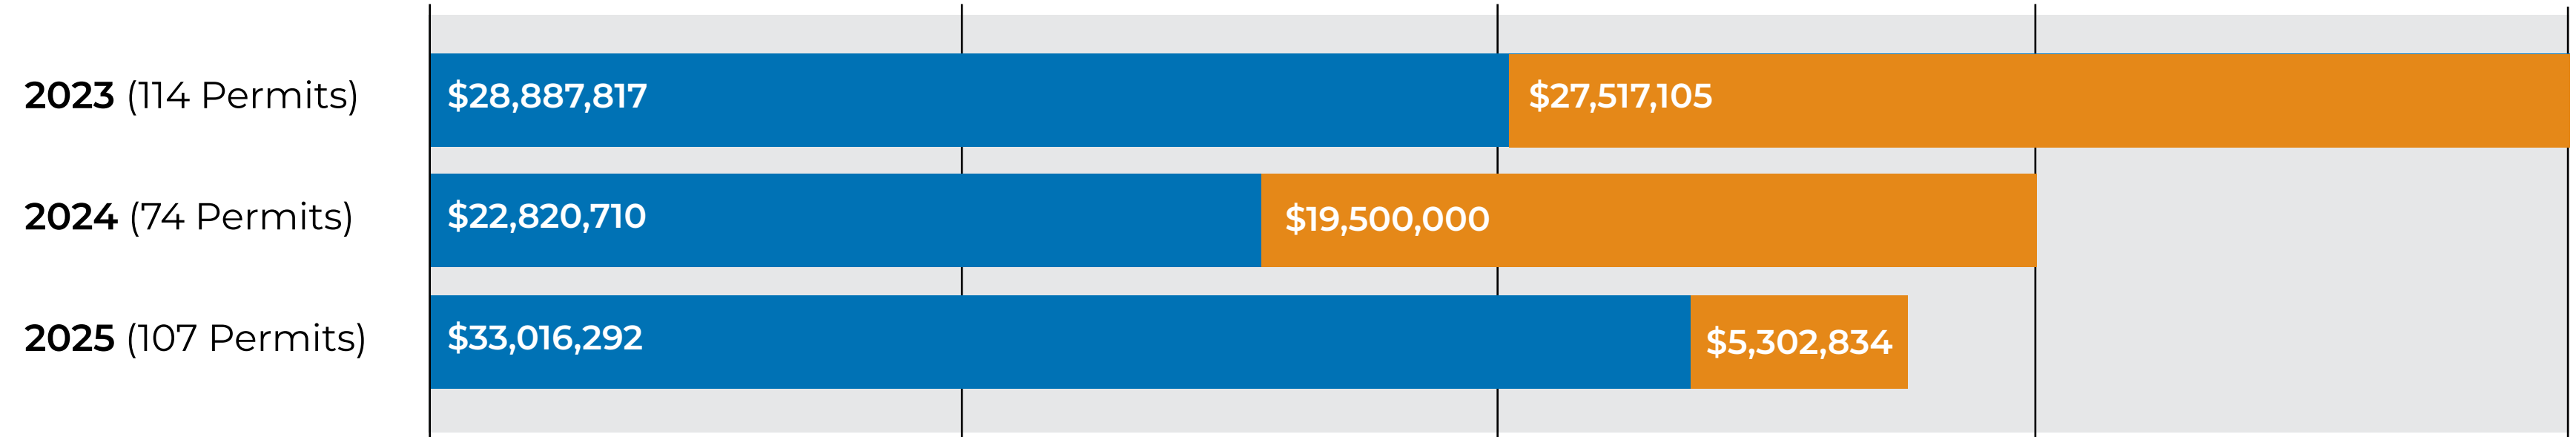 2023 (114 Permits) $28,887,817 $27,517,105
2024 (74 Permits) $22,820,710 $19,500,000
2025 (107 Permits) $33,016,292 $5,302,834